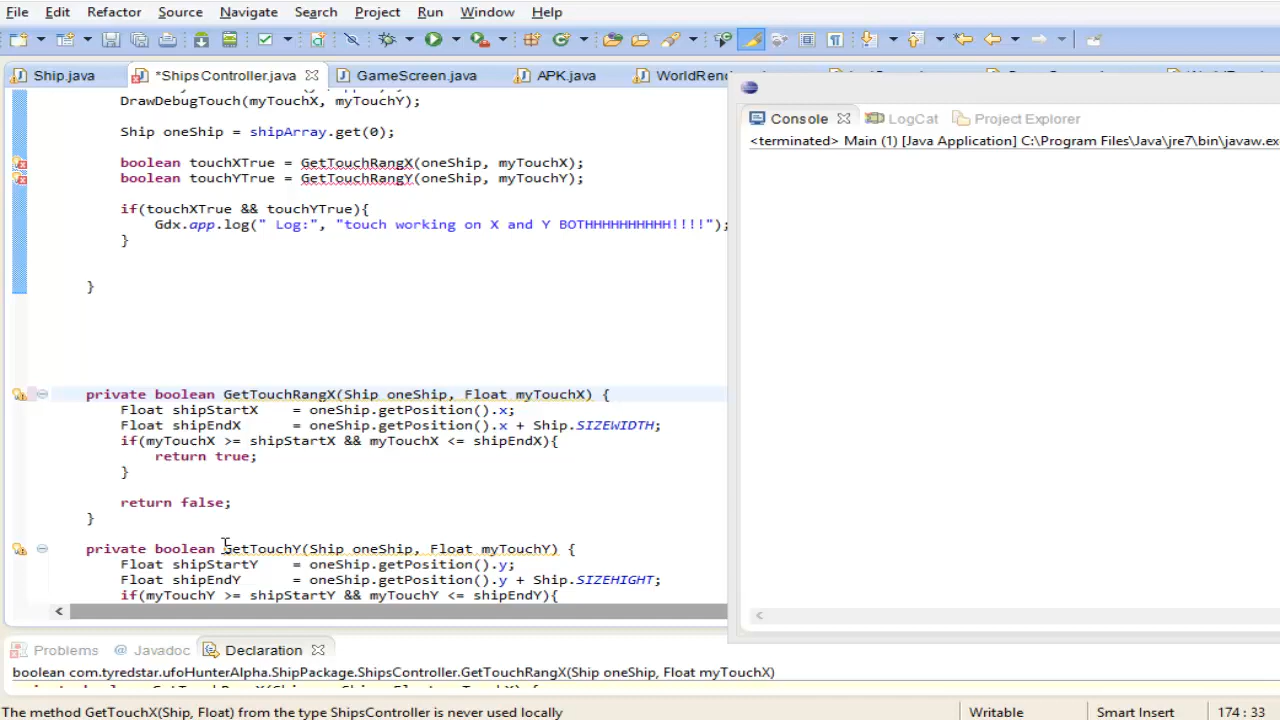 File Edit Refactor Source Navigate Search Project Run Window Help
Ship.java *ShipsController.java GameScreen.java APK.java
DrawDebugTouch(myTouchX, myTouchY);
Ship oneShip = shipArray.get(0);
boolean touchXTrue = GetTouchRangX(oneShip, myTouchX);
boolean touchYTrue = GetTouchRangY(oneShip, myTouchY);
if(touchXTrue && touchYTrue){
Gdx.app.log(" Log:", "touch working on X and Y BOTHHHHHHHHHH!!!!");
}
}
private boolean GetTouchRangX(Ship oneShip, Float myTouchX) {
Float shipStartX = oneShip.getPosition().x;
Float shipEndX = oneShip.getPosition().x + Ship.SIZEWIDTH;
if(myTouchX >= shipStartX && myTouchX <= shipEndX){
return true;
}
return false;
}
private boolean GetTouchY(Ship oneShip, Float myTouchY) {
Float shipStartY = oneShip.getPosition().y;
Float shipEndY = oneShip.getPosition().y + Ship.SIZEHIGHT;
if(myTouchY >= shipStartY && myTouchY <= shipEndY){
Console LogCat Project Explorer
<terminated> Main (1) [Java Application] C:\Program Files\Java\jre7\bin\javaw.ex
Problems @ Javadoc Declaration
boolean com.tyredstar.ufoHunterAlpha.ShipPackage.ShipsController.GetTouchRangX(Ship oneShip, Float myTouchX)
The method GetTouchX(Ship, Float) from the type ShipsController is never used locally
Writable Smart Insert 174 : 33